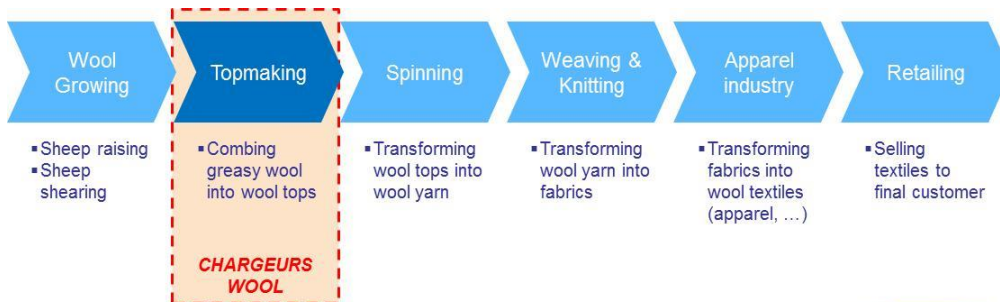 Wool
Growing
Topmaking
Spinning
Weaving &
Knitting
Apparel
industry
Retailing
▪Sheep raising
▪Sheep
shearing
▪Combing
greasy wool
into wool tops
▪Transforming
wool tops into
wool yarn
▪Transforming
wool yarn into
fabrics
▪Transforming
fabrics into
wool textiles
(apparel, …)
▪Selling
textiles to
final customer
CHARGEURS
WOOL